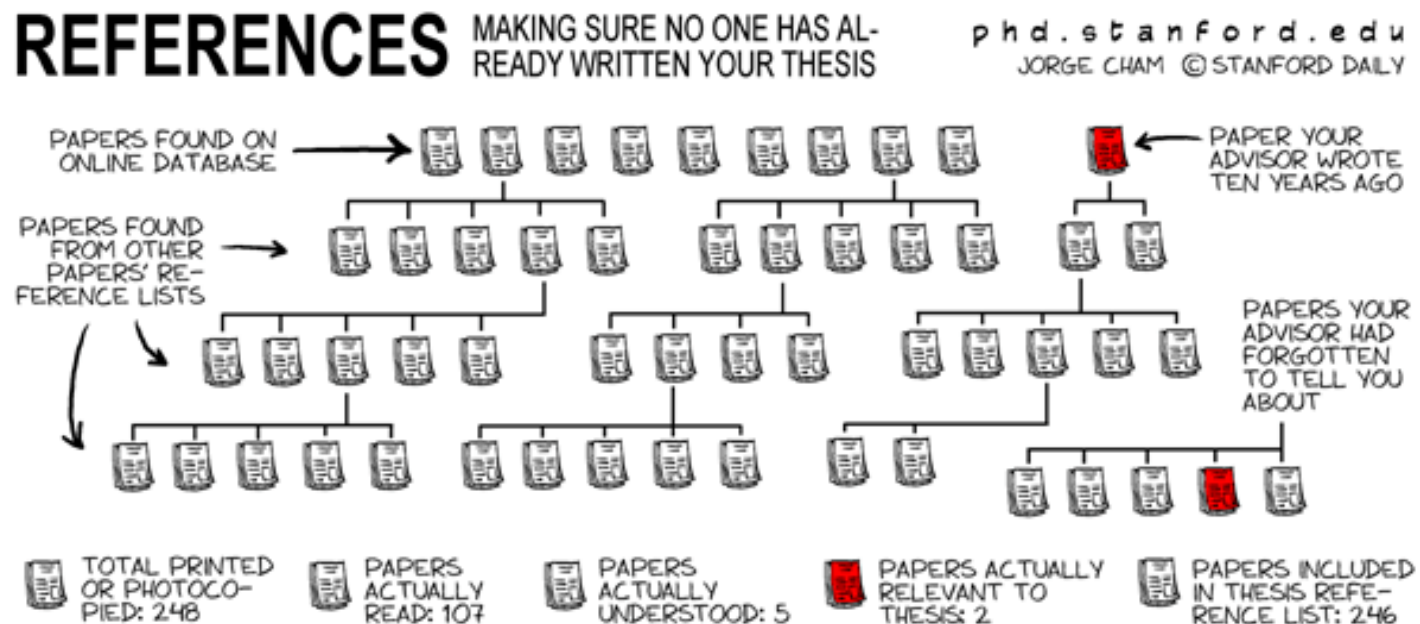 REFERENCES
MAKING SURE NO ONE HAS AL-
READY WRITTEN YOUR THESIS
phd.stanford.edu
JORGE CHAM © STANFORD DAILY
PAPERS FOUND ON
ONLINE DATABASE
PAPER YOUR
ADVISOR WROTE
TEN YEARS AGO
PAPERS FOUND
FROM OTHER
PAPERS' RE-
FERENCE LISTS
PAPERS YOUR
ADVISOR HAD
FORGOTTEN
TO TELL YOU
ABOUT
TOTAL PRINTED
OR PHOTOCO-
PIED: 248
PAPERS
ACTUALLY
READ: 107
PAPERS
ACTUALLY
UNDERSTOOD: 5
PAPERS ACTUALLY
RELEVANT TO
THESIS: 2
PAPERS INCLUDED
IN THESIS REFE-
RENCE LIST: 246